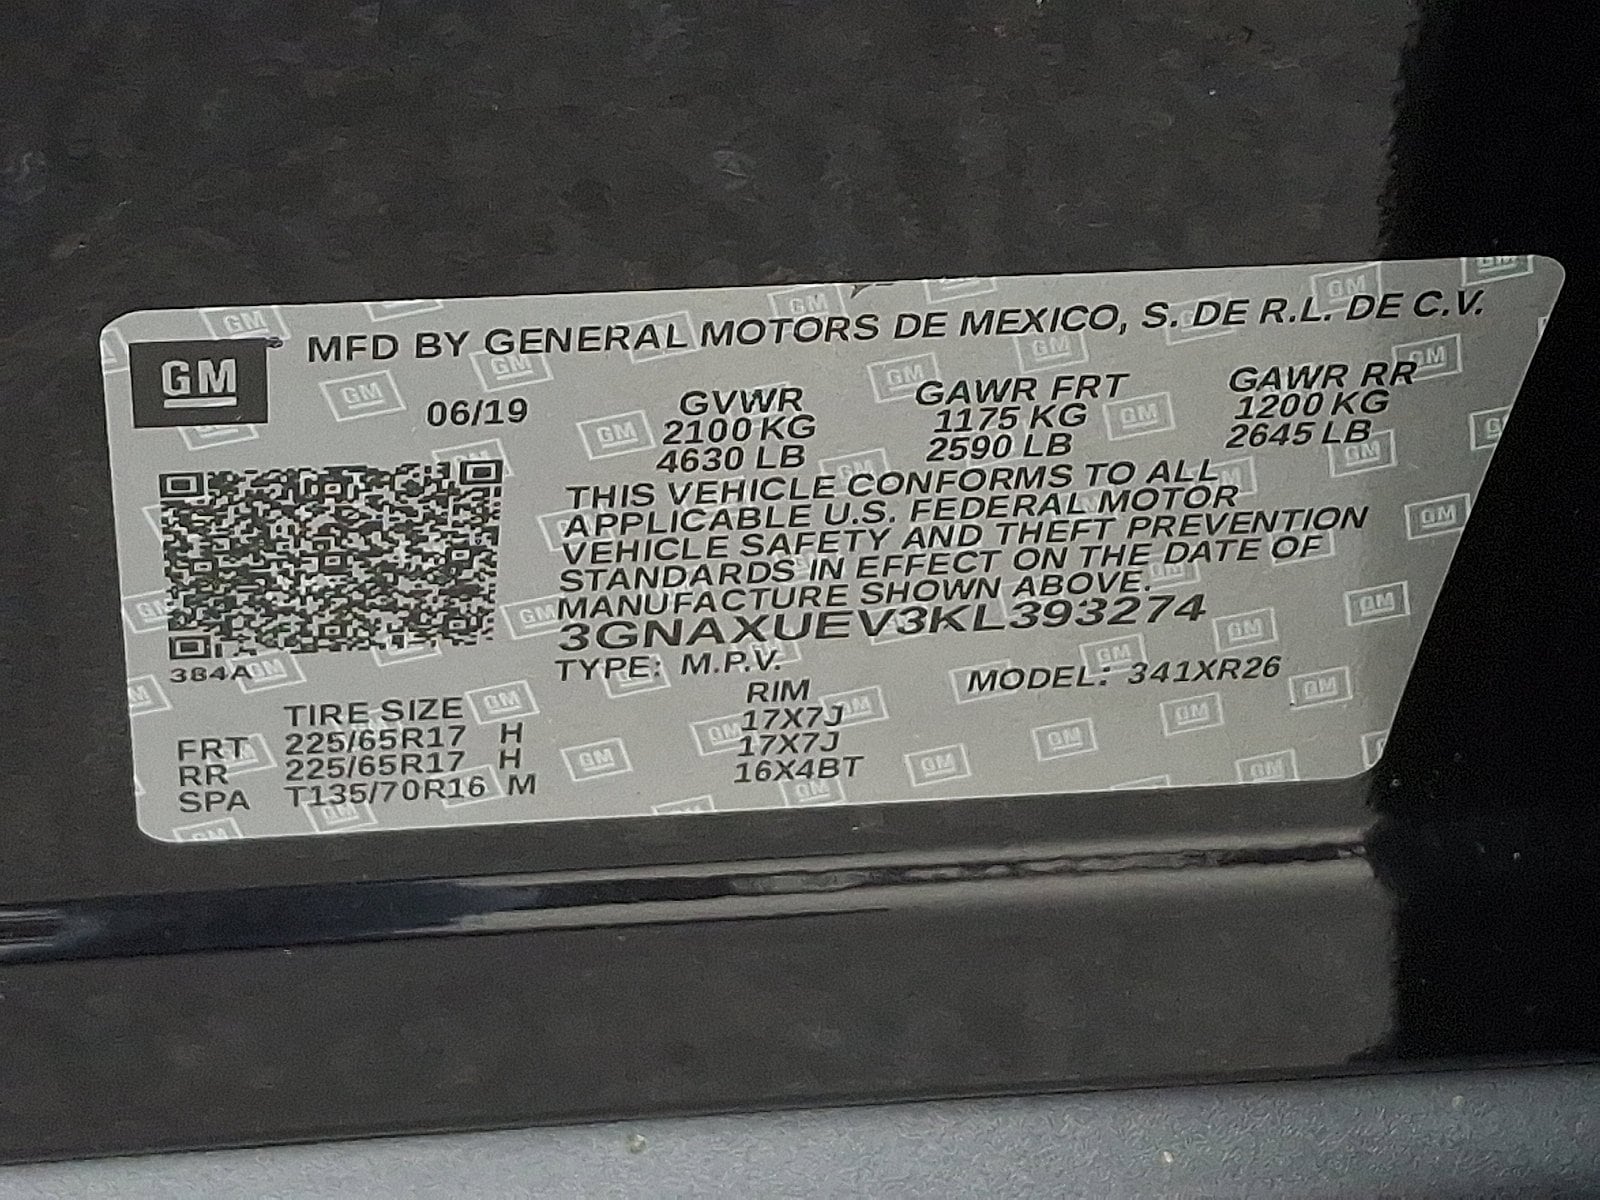 GM
MFD BY GENERAL MOTORS DE MEXICO, S. DE R.L. DE C.V.
06/19
GVWR GAWR FRT GAWR RR
2100 KG 1175 KG 1200 KG
4630 LB 2590 LB 2645 LB
THIS VEHICLE CONFORMS TO ALL
APPLICABLE U.S. FEDERAL MOTOR
VEHICLE SAFETY AND THEFT PREVENTION
STANDARDS IN EFFECT ON THE DATE OF
MANUFACTURE SHOWN ABOVE.
3GNAXUEV3KL393274
384A
TYPE: M.P.V. MODEL: 341XR26
TIRE SIZE RIM
FRT 225/65R17 H 17X7J
RR 225/65R17 H 17X7J
SPA T135/70R16 M 16X4BT